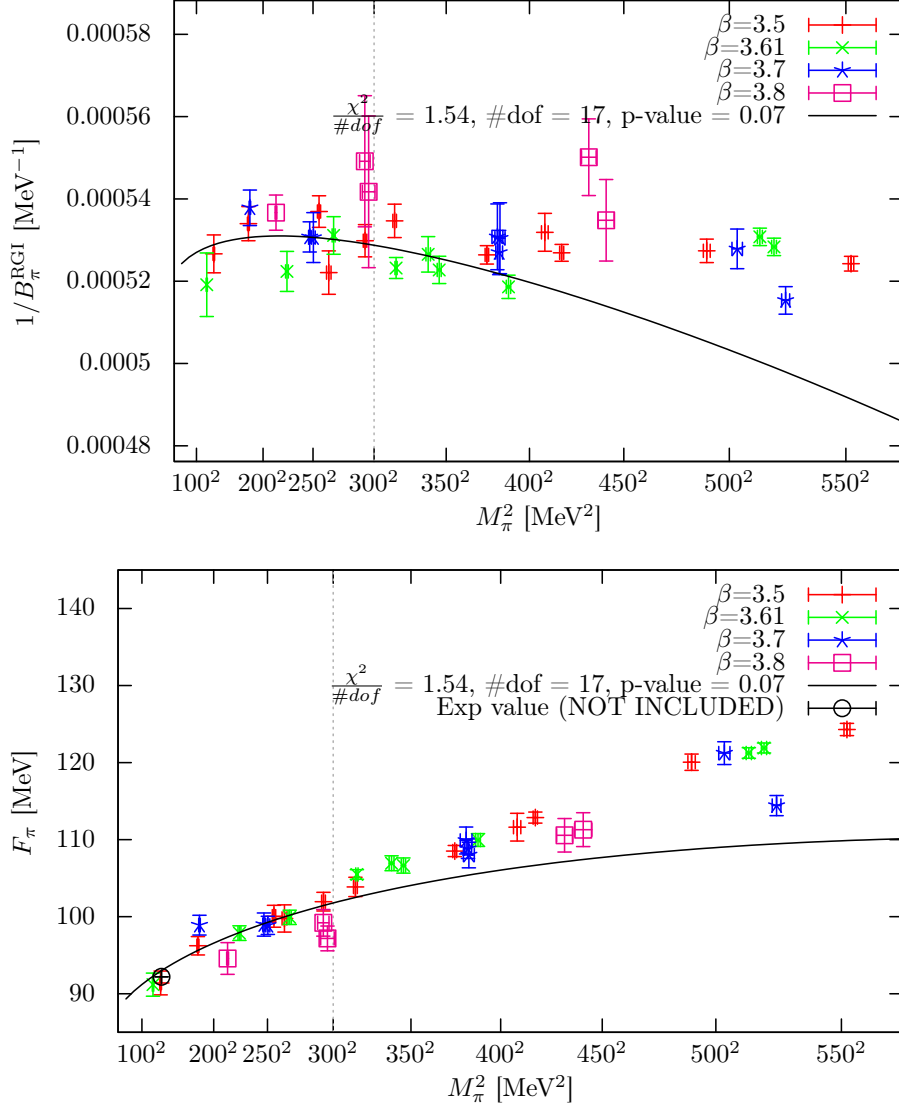 0.00058
0.00056
0.00054
0.00052
0.0005
0.00048
1/B_π^RGI [MeV⁻¹]
β=3.5
β=3.61
β=3.7
β=3.8
χ²/#dof = 1.54, #dof = 17, p-value = 0.07
100² 200² 250² 300² 350² 400² 450² 500² 550²
M_π² [MeV²]
140
130
120
110
100
90
F_π [MeV]
β=3.5
β=3.61
β=3.7
β=3.8
χ²/#dof = 1.54, #dof = 17, p-value = 0.07
Exp value (NOT INCLUDED)
100² 200² 250² 300² 350² 400² 450² 500² 550²
M_π² [MeV²]